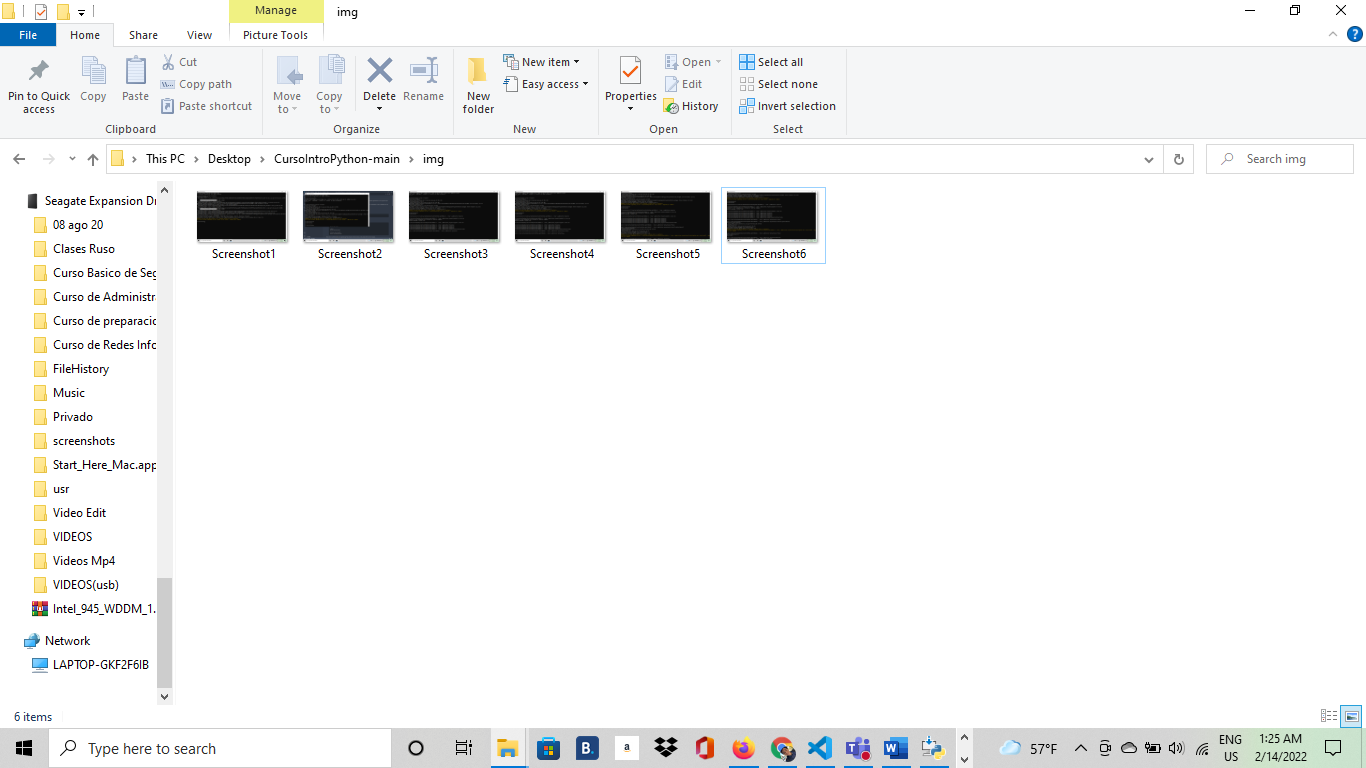 Manage
img
File
Home
Share
View
Picture Tools
Pin to Quick
access
Copy
Paste
Cut
Copy path
Paste shortcut
Clipboard
Move
to
Copy
to
Delete
Rename
Organize
New
folder
New item
Easy access
New
Properties
Open
Edit
History
Open
Select all
Select none
Invert selection
Select
This PC
Desktop
CursoIntroPython-main
img
Search img
Seagate Expansion Dr
08 ago 20
Clases Ruso
Curso Basico de Seg
Curso de Administra
Curso de preparacio
Curso de Redes Info
FileHistory
Music
Privado
screenshots
Start_Here_Mac.app
usr
Video Edit
VIDEOS
Videos Mp4
VIDEOS(usb)
Intel_945_WDDM_1.
Network
LAPTOP-GKF2F6IB
Screenshot1
Screenshot2
Screenshot3
Screenshot4
Screenshot5
Screenshot6
6 items
Type here to search
B.
a
W
57°F
ENG
US
1:25 AM
2/14/2022